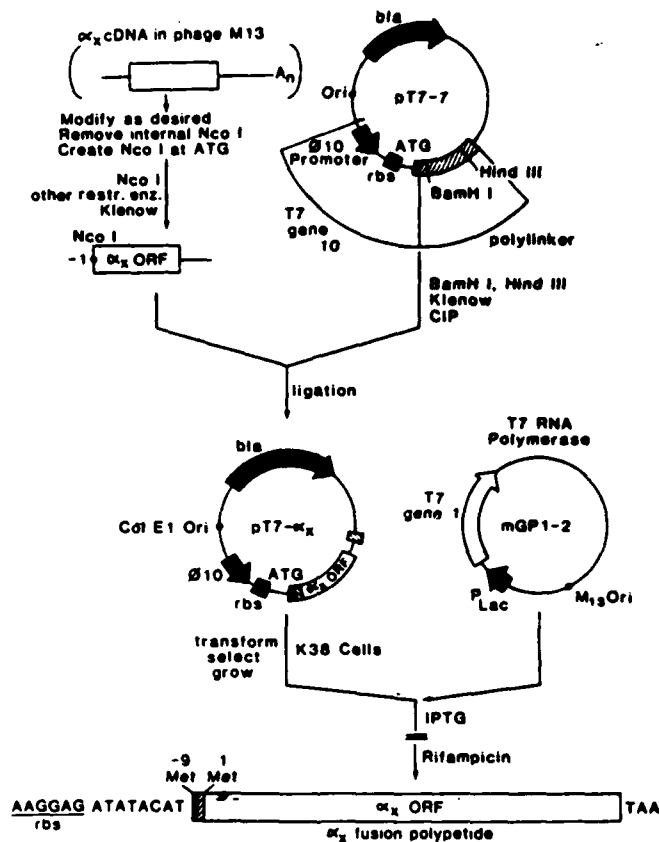 αx cDNA in phage M13
An
Modify as desired
Remove internal Nco I
Create Nco I at ATG
Nco I
other restr. enz.
Klenow
Nco I
-1
αx ORF
bla
Ori
pT7-7
Ø10
Promoter
rbs
ATG
Hind III
BamH I
T7
gene
10
polylinker
BamH I, Hind III
Klenow
CIP
ligation
bla
Col E1 Ori
pT7-αx
Ø10
rbs
ATG
αx ORF
T7 RNA
Polymerase
T7
gene 1
mGP1-2
PLac
M13Ori
transform
select
grow
K38 Cells
IPTG
Rifampicin
-9 1
Met Met
AAGGAG ATATACAT
rbs
αx ORF
TAA
αx fusion polypetide